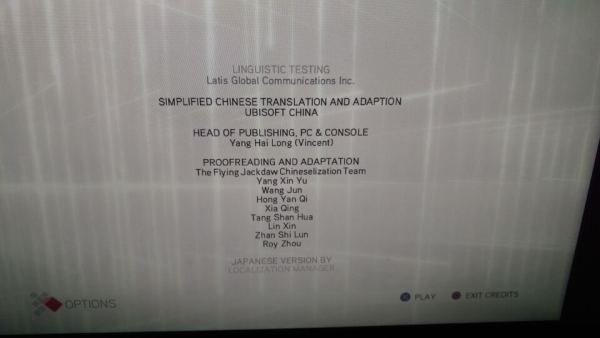 LINGUISTIC TESTING
Latis Global Communications Inc.
SIMPLIFIED CHINESE TRANSLATION AND ADAPTION
UBISOFT CHINA
HEAD OF PUBLISHING, PC & CONSOLE
Yang Hai Long (Vincent)
PROOFREADING AND ADAPTATION
The Flying Jackdaw Chineselization Team
Yang Xin Yu
Wang Jun
Hong Yan Qi
Xia Qing
Tang Shan Hua
Lin Xin
Zhan Shi Lun
Roy Zhou
JAPANESE VERSION BY
LOCALIZATION MANAGER
OPTIONS
PLAY
EXIT CREDITS